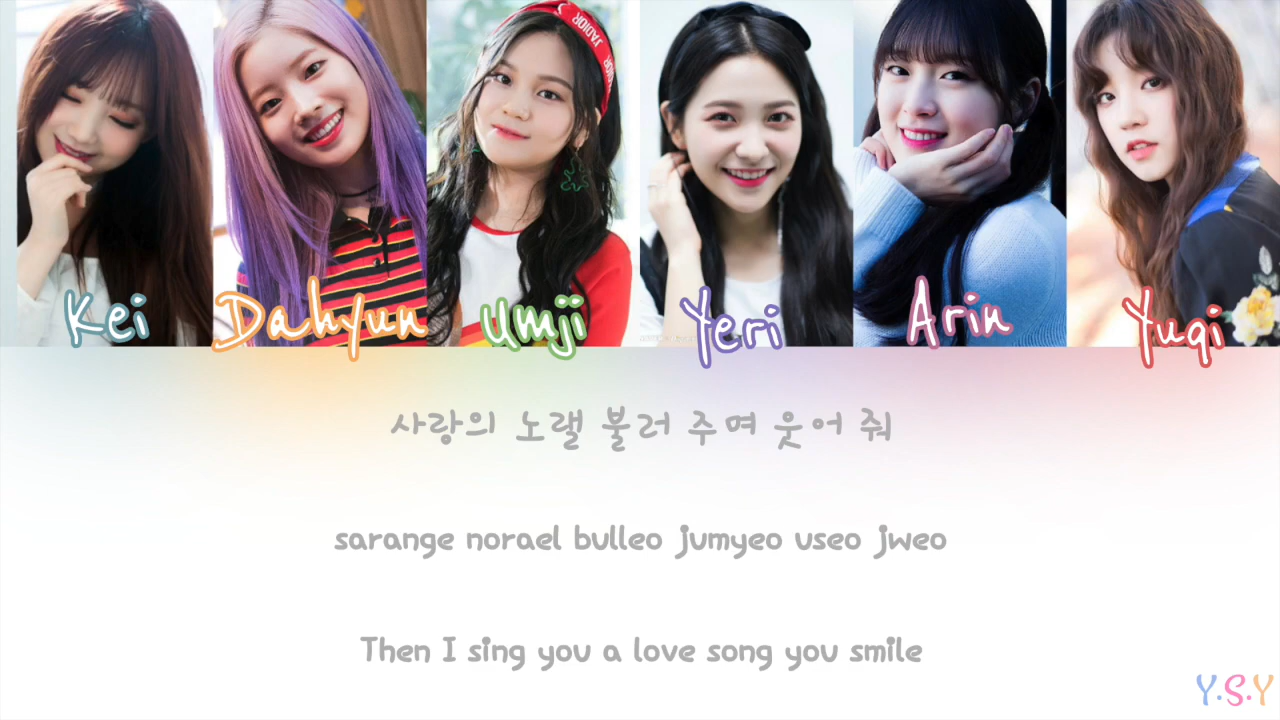 J'ADIOR
Kei Dahyun Umji Yeri Arin Yuqi
사랑의 노랠 불러 주며 웃어 줘
sarange norael bulleo jumyeo useo jweo
Then I sing you a love song you smile
Y.S.Y